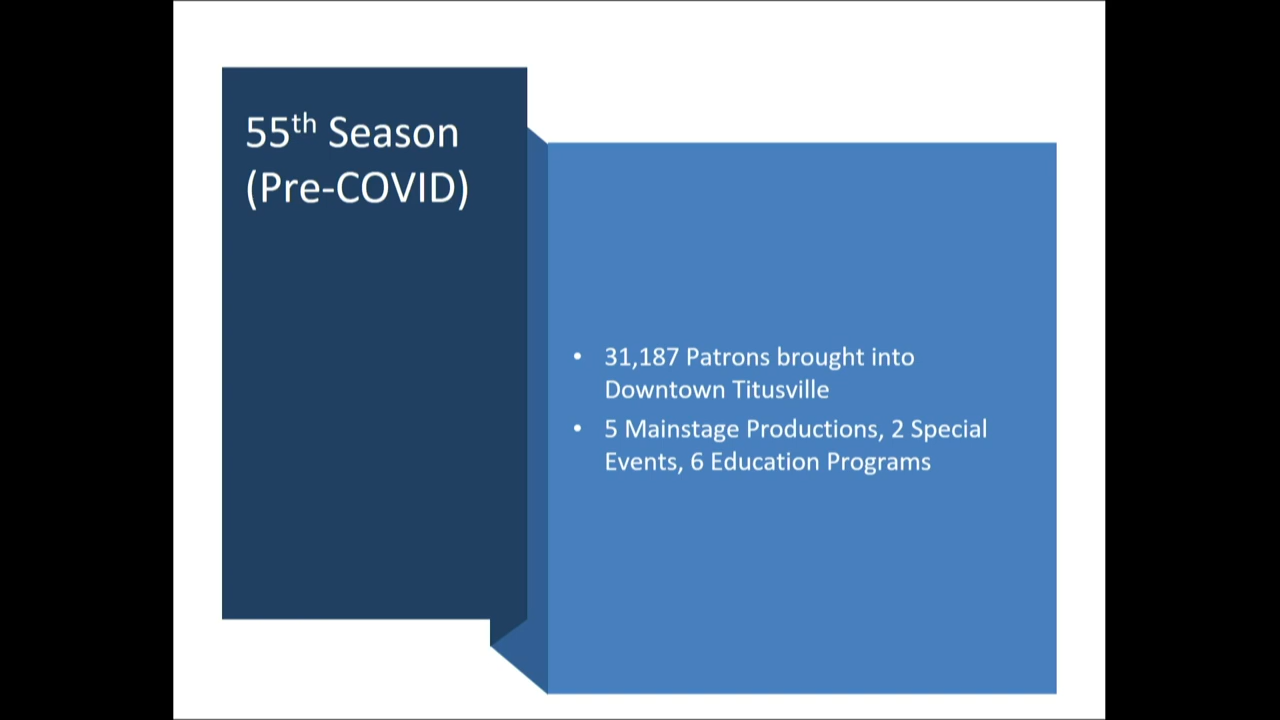 55th Season
(Pre-COVID)
• 31,187 Patrons brought into
Downtown Titusville
• 5 Mainstage Productions, 2 Special
Events, 6 Education Programs